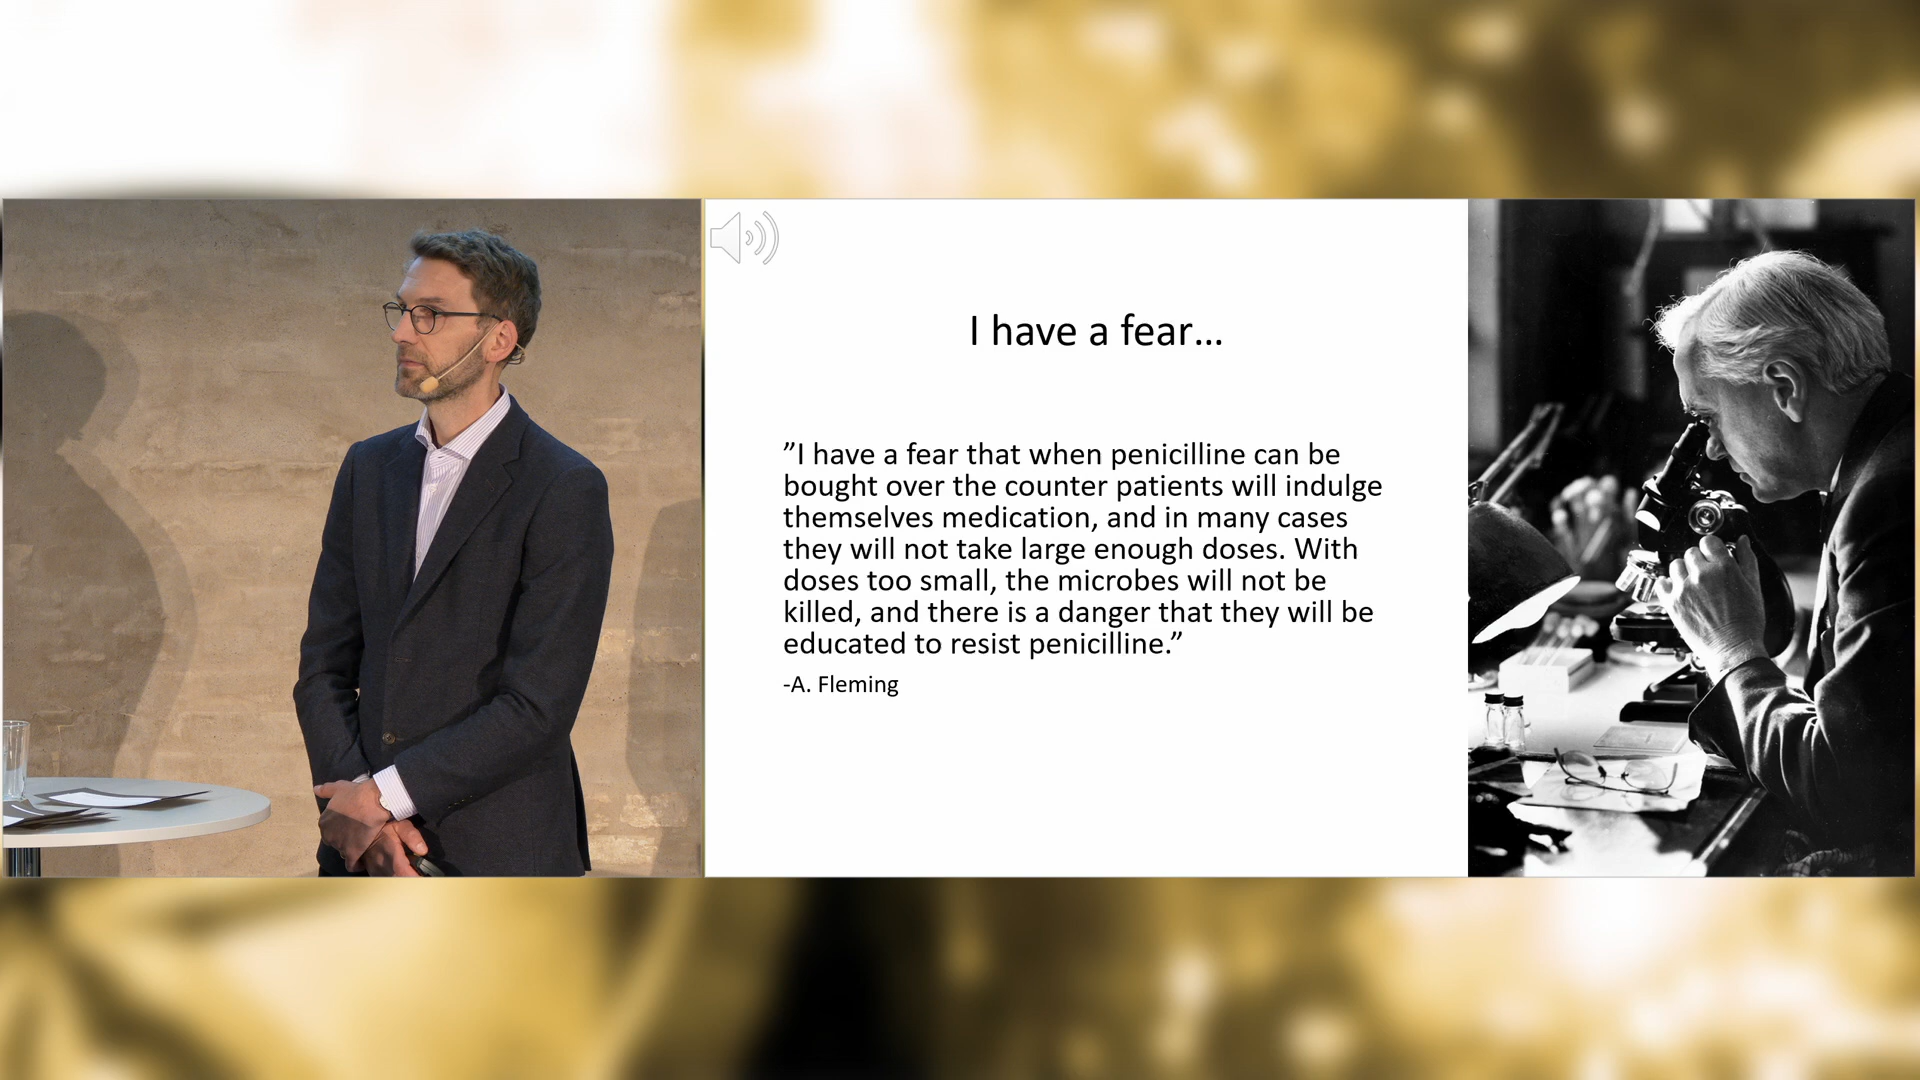 I have a fear...
”I have a fear that when penicilline can be
bought over the counter patients will indulge
themselves medication, and in many cases
they will not take large enough doses. With
doses too small, the microbes will not be
killed, and there is a danger that they will be
educated to resist penicilline.”
-A. Fleming